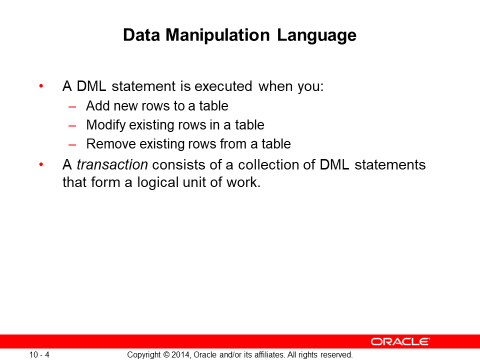 Data Manipulation Language
• A DML statement is executed when you:
– Add new rows to a table
– Modify existing rows in a table
– Remove existing rows from a table
• A transaction consists of a collection of DML statements
that form a logical unit of work.
ORACLE®
10 - 4 Copyright © 2014, Oracle and/or its affiliates. All rights reserved.